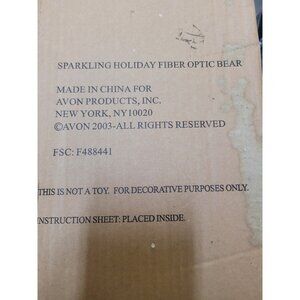 SPARKLING HOLIDAY FIBER OPTIC BEAR
MADE IN CHINA FOR
AVON PRODUCTS, INC.
NEW YORK, NY10020
©AVON 2003-ALL RIGHTS RESERVED
FSC: F488441
THIS IS NOT A TOY. FOR DECORATIVE PURPOSES ONLY.
INSTRUCTION SHEET: PLACED INSIDE.